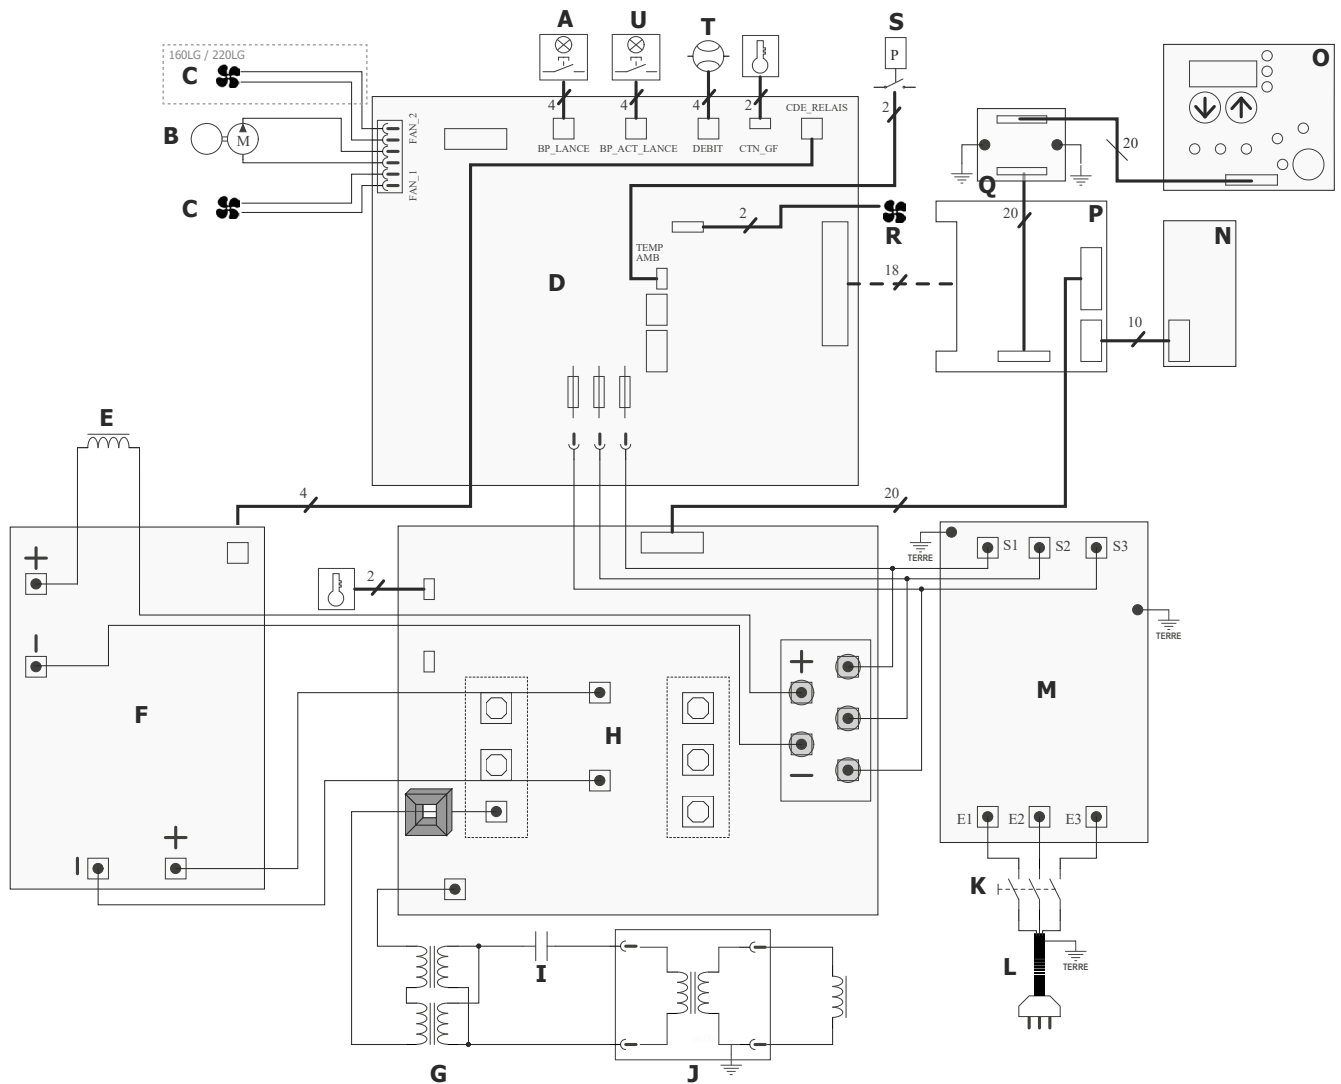 A
U
T
S
O
160LG / 220LG
C
B
M
C
FAN_2
FAN_1
4
4
4
2
P
2
CDE_RELAIS
BP_LANCE
BP_ACT_LANCE
DEBIT
CTN_GF
20
Q
20
P
N
2
R
TEMP
AMB
D
18
10
E
4
20
TERRE
S1
S2
S3
2
TERRE
+
+
F
H
M
—
+
E1
E2
E3
K
L
TERRE
I
G
J